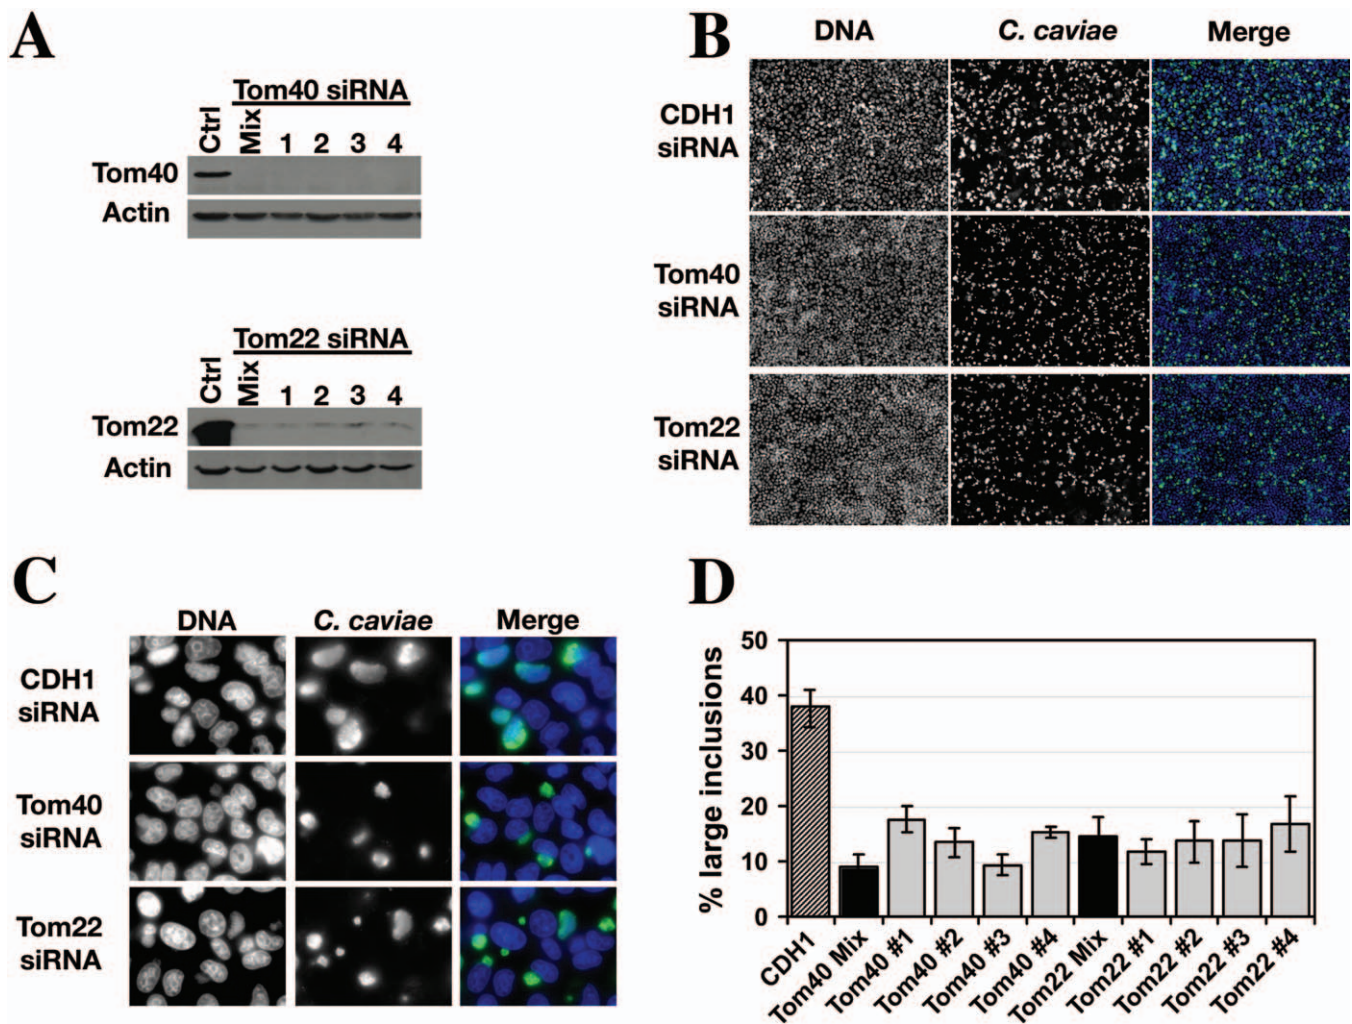 A
Tom40 siRNA
Ctrl Mix 1 2 3 4
Tom40
Actin
Tom22 siRNA
Ctrl Mix 1 2 3 4
Tom22
Actin
B
DNA C. caviae Merge
CDH1
siRNA
Tom40
siRNA
Tom22
siRNA
C
DNA C. caviae Merge
CDH1
siRNA
Tom40
siRNA
Tom22
siRNA
D
% large inclusions
50
40
30
20
10
0
CDH1
Tom40 Mix
Tom40 #1
Tom40 #2
Tom40 #3
Tom40 #4
Tom22 Mix
Tom22 #1
Tom22 #2
Tom22 #3
Tom22 #4